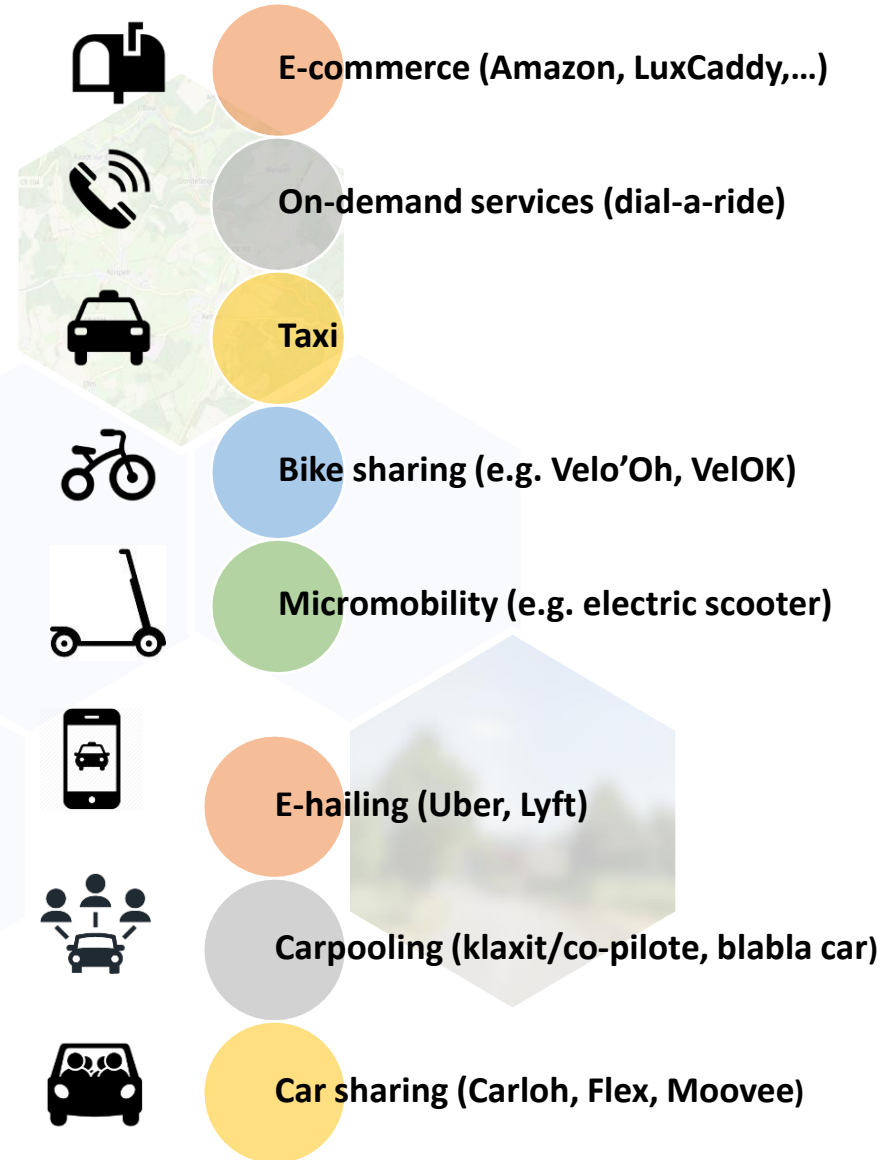 E-commerce (Amazon, LuxCaddy,...)
On-demand services (dial-a-ride)
Taxi
Bike sharing (e.g. Velo’Oh, VelOK)
Micromobility (e.g. electric scooter)
E-hailing (Uber, Lyft)
Carpooling (klaxit/co-pilote, blabla car)
Car sharing (Carloh, Flex, Moovee)